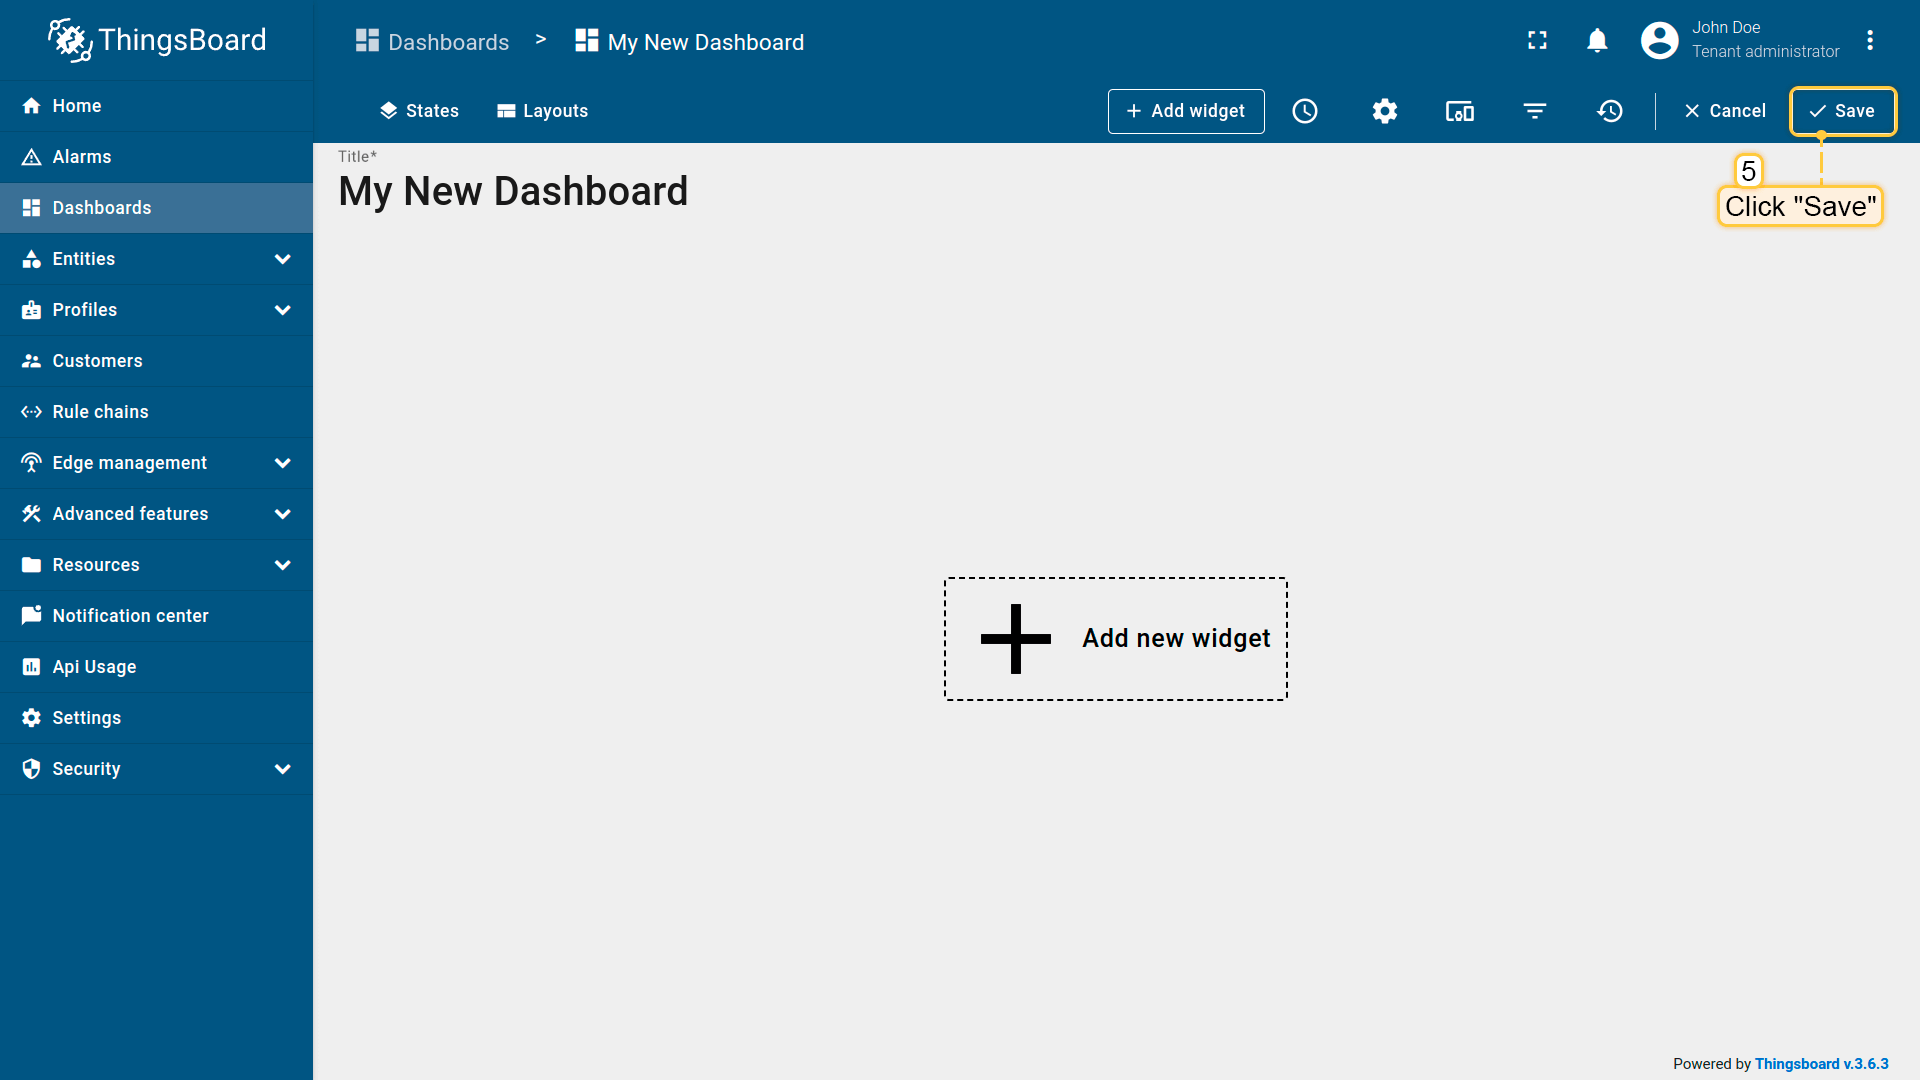 ThingsBoard
Dashboards > My New Dashboard
John Doe
Tenant administrator
States Layouts + Add widget Cancel Save
Home
Alarms
Dashboards
Entities
Profiles
Customers
Rule chains
Edge management
Advanced features
Resources
Notification center
Api Usage
Settings
Security
Title*
My New Dashboard
5
Click "Save"
Add new widget
Powered by Thingsboard v.3.6.3